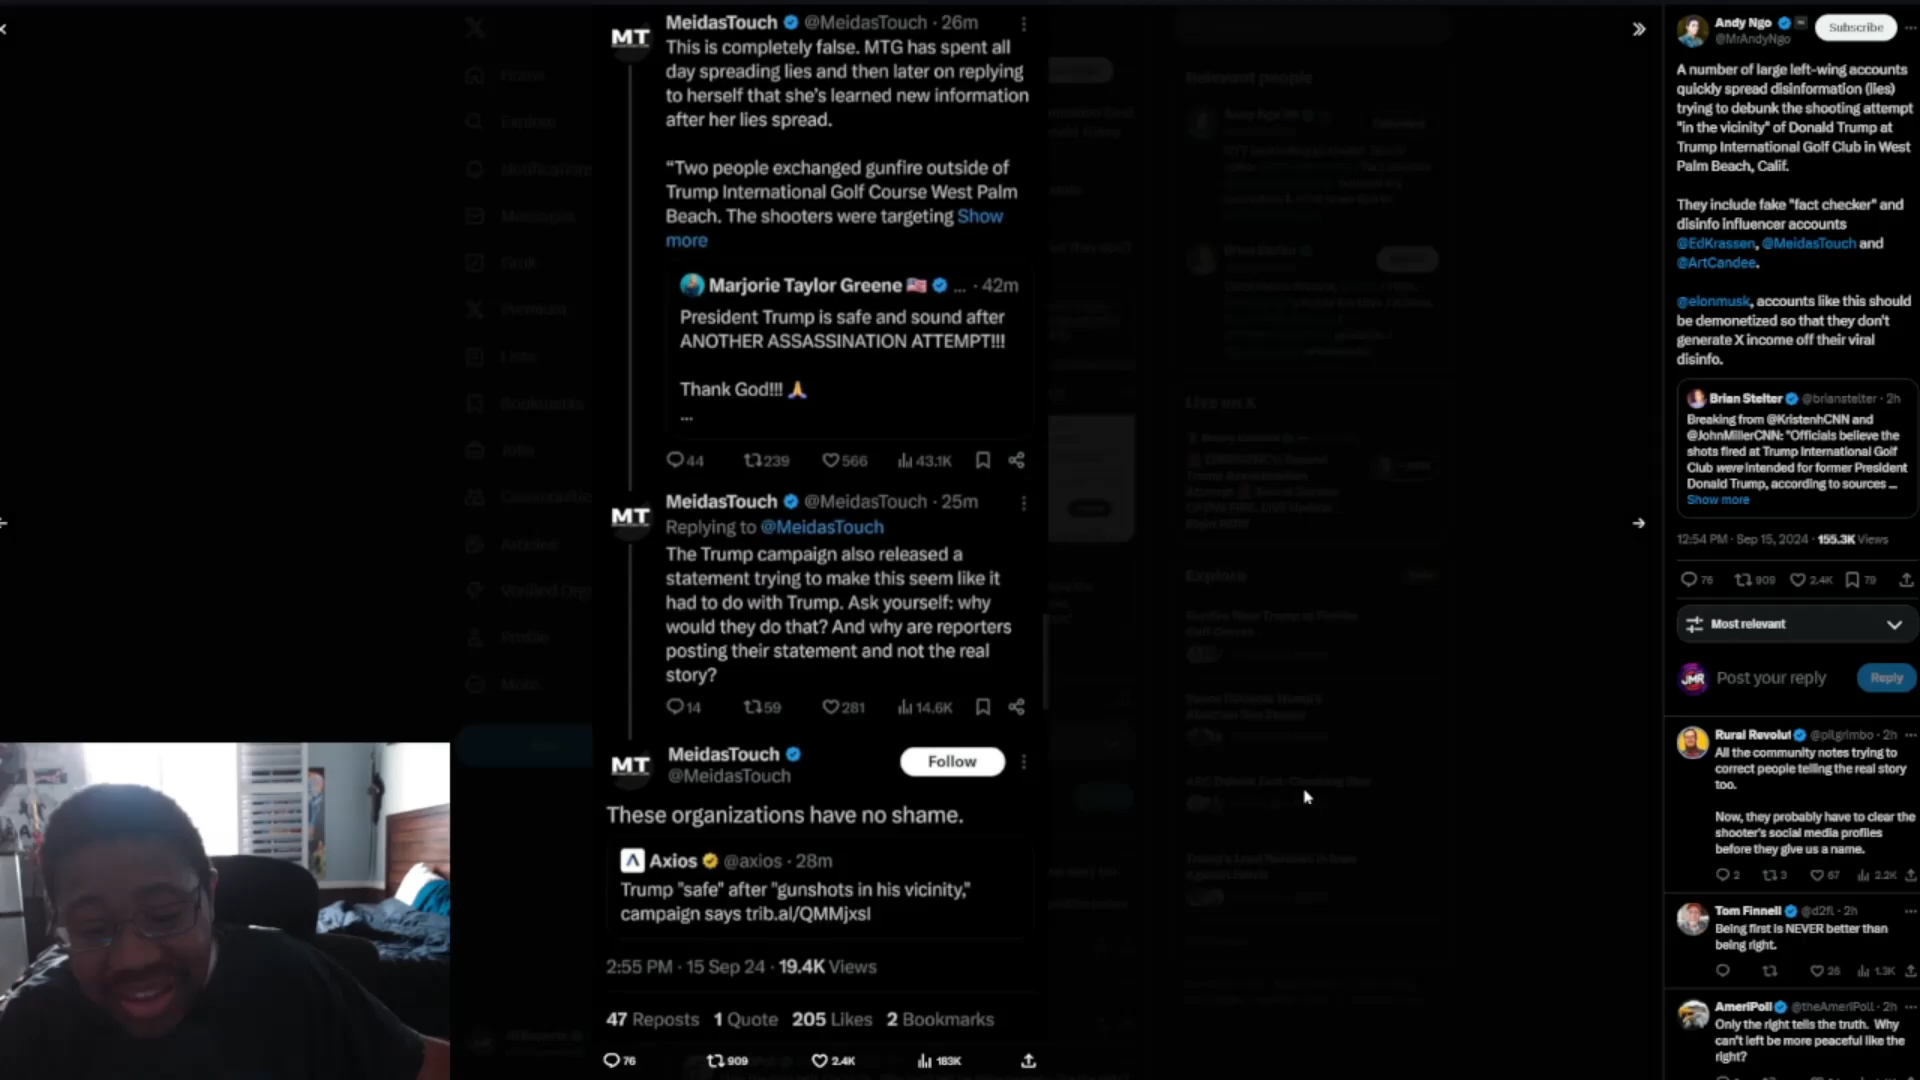 MeidasTouch @MeidasTouch · 26m
This is completely false. MTG has spent all
day spreading lies and then later on replying
to herself that she's learned new information
after her lies spread.
“Two people exchanged gunfire outside of
Trump International Golf Course West Palm
Beach. The shooters were targeting Show
more
Marjorie Taylor Greene 🇺🇸 ... · 42m
President Trump is safe and sound after
ANOTHER ASSASSINATION ATTEMPT!!!
Thank God!!! 🙏
...
44 239 566 43.1K
MeidasTouch @MeidasTouch · 25m
Replying to @MeidasTouch
The Trump campaign also released a
statement trying to make this seem like it
had to do with Trump. Ask yourself: why
would they do that? And why are reporters
posting their statement and not the real
story?
14 59 281 14.6K
MeidasTouch
@MeidasTouch
Follow
These organizations have no shame.
Axios @axios · 28m
Trump "safe" after "gunshots in his vicinity,"
campaign says trib.al/QMMjxsI
2:55 PM · 15 Sep 24 · 19.4K Views
47 Reposts 1 Quote 205 Likes 2 Bookmarks
76 909 2.4K 183K
MT
MT
MT
Andy Ngo
@MrAndyNgo
Subscribe
A number of large left-wing accounts
quickly spread disinformation (lies)
trying to debunk the shooting attempt
"in the vicinity" of Donald Trump at
Trump International Golf Club in West
Palm Beach, Calif.
They include fake "fact checker" and
disinfo influencer accounts
@EdKrassen, @MeidasTouch and
@ArtCandee.
@elonmusk, accounts like this should
be demonetized so that they don't
generate X income off their viral
disinfo.
Brian Stelter @brianstelter · 2h
Breaking from @KristenhCNN and
@JohnMillerCNN: "Officials believe the
shots fired at Trump International Golf
Club were intended for former President
Donald Trump, according to sources ...
Show more
12:54 PM · Sep 15, 2024 · 155.3K Views
76 909 2.4K 79
Most relevant
JMR
Post your reply
Reply
Rural Revolut @pilgrimbo · 2h
All the community notes trying to
correct people telling the real story
too.
Now, they probably have to clear the
shooter's social media profiles
before they give us a name.
2 3 67 2.2K
Tom Finnell @d2fl · 2h
Being first is NEVER better than
being right.
26 1.3K
AmeriPoll @theAmeriPoll · 2h
Only the right tells the truth. Why
can't left be more peaceful like the
right?